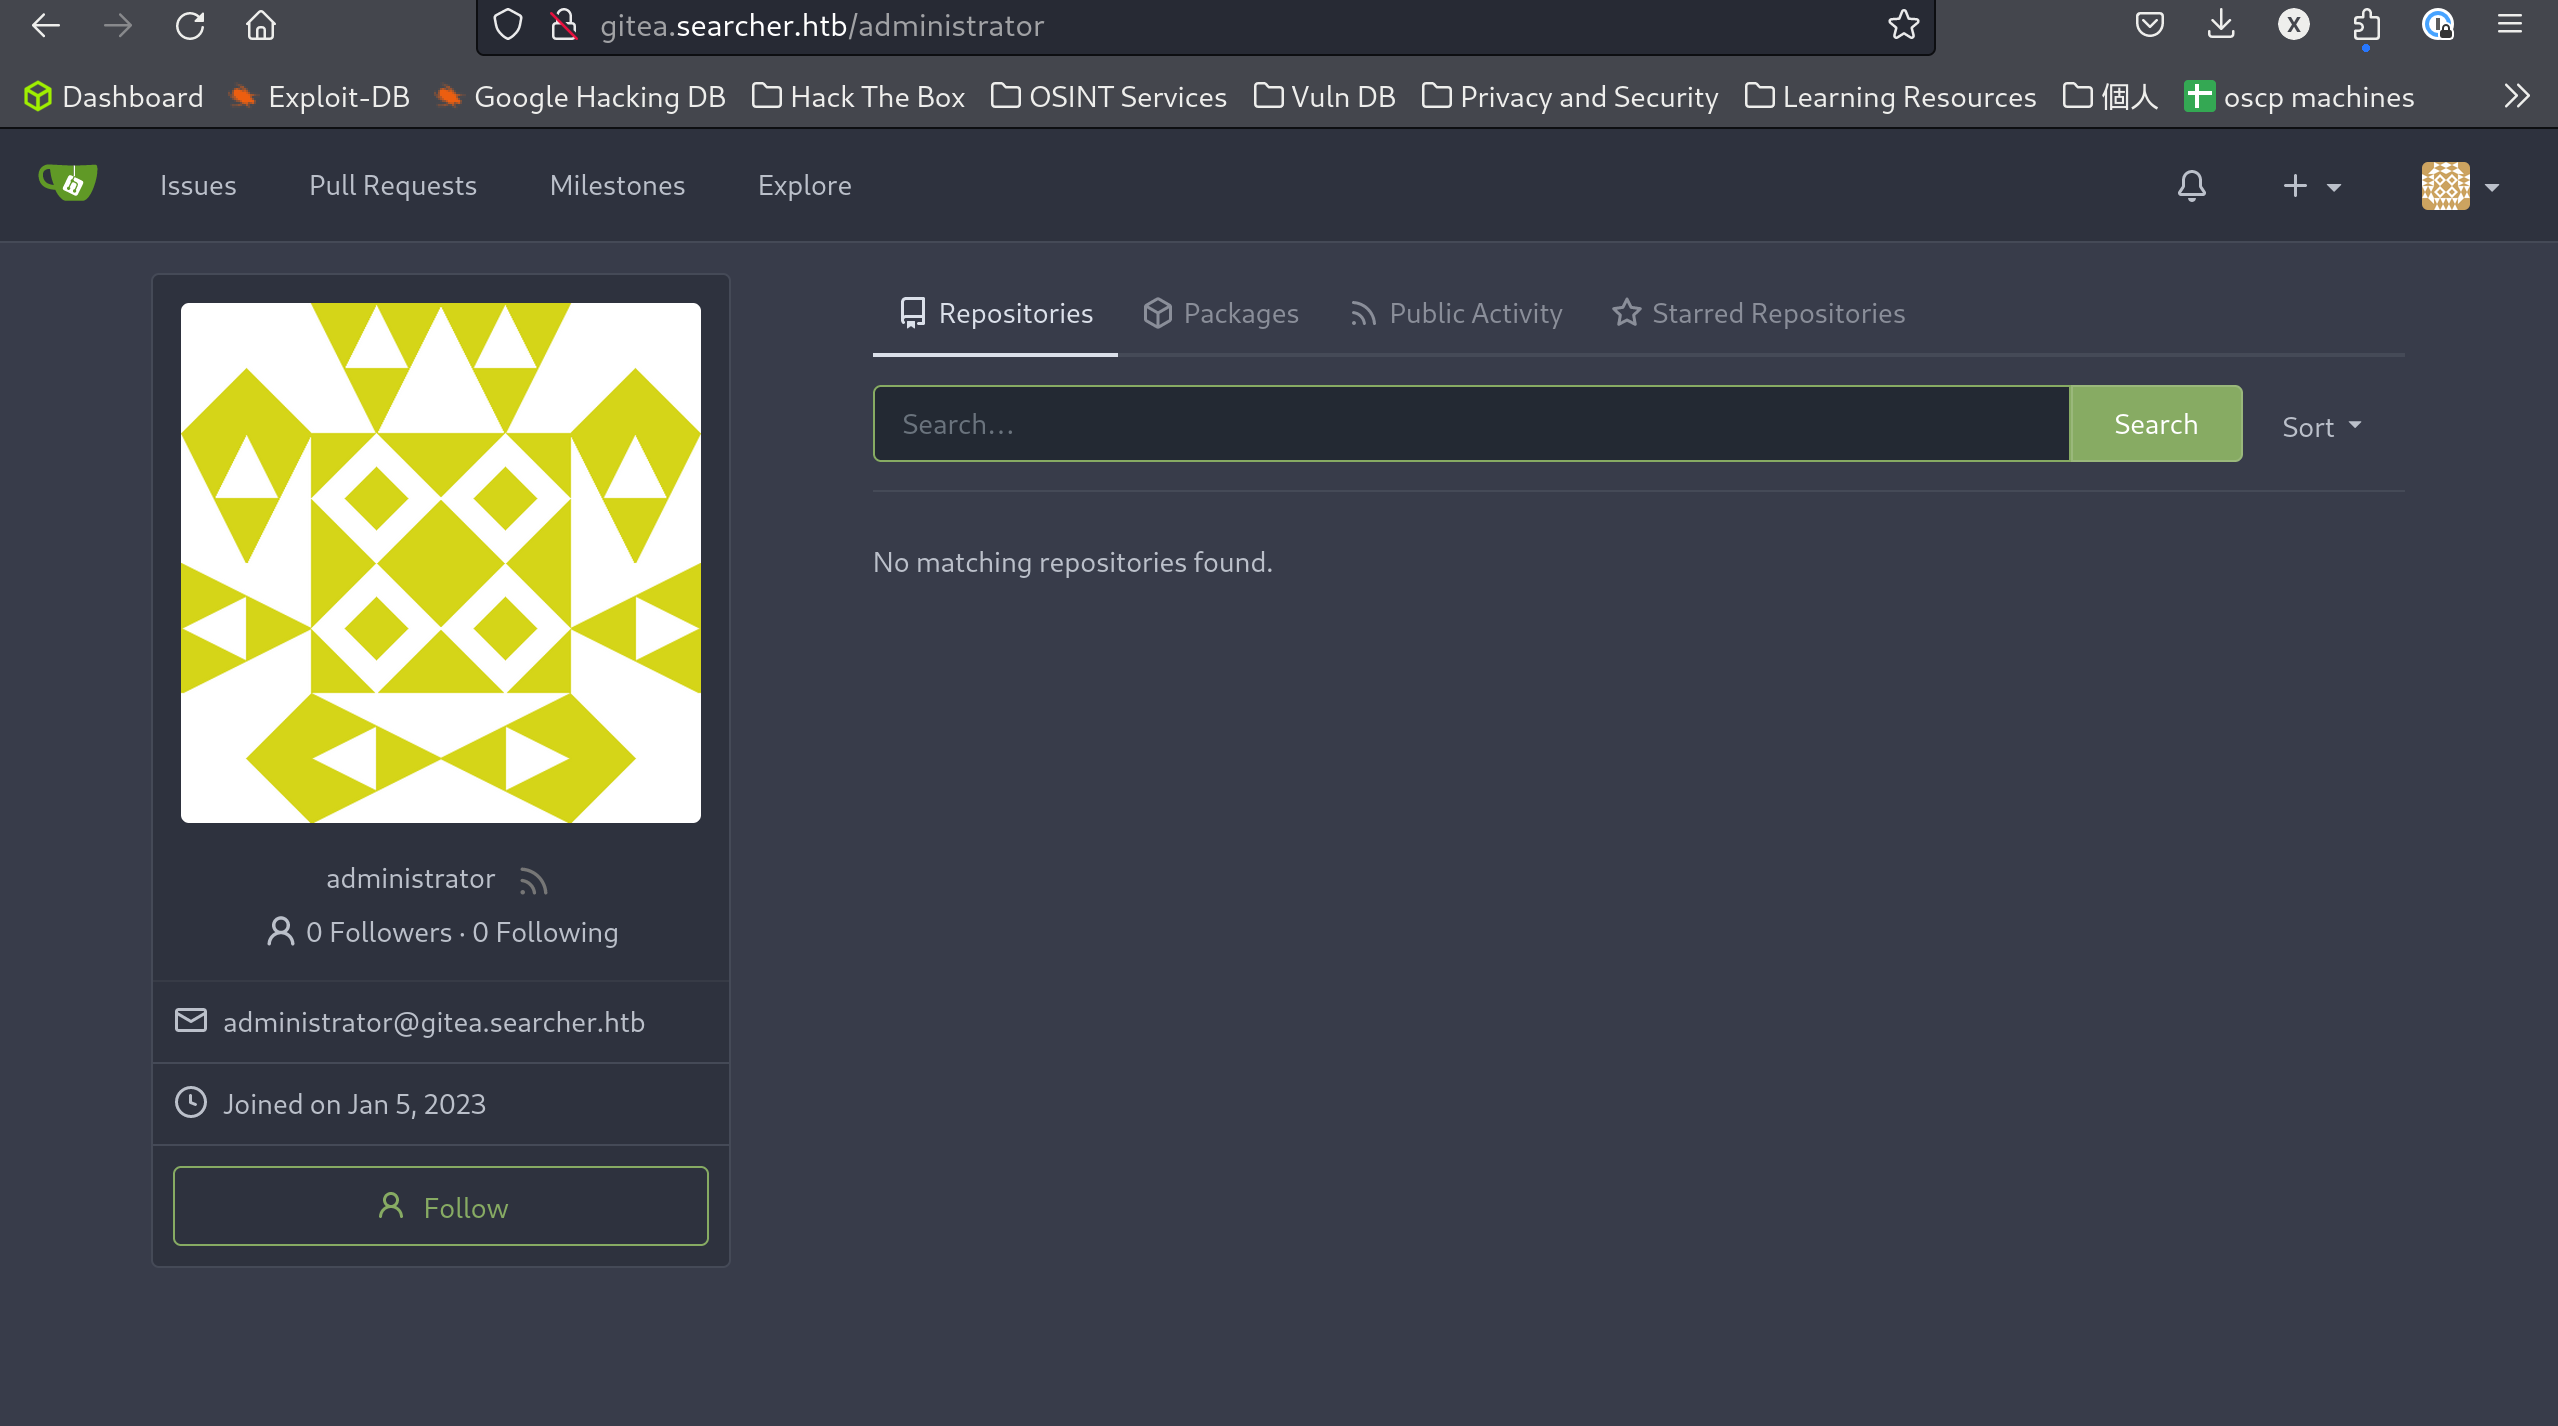 gitea.searcher.htb/administrator
Dashboard Exploit-DB Google Hacking DB Hack The Box OSINT Services Vuln DB Privacy and Security Learning Resources 個人 oscp machines
Issues Pull Requests Milestones Explore
Repositories Packages Public Activity Starred Repositories
Search... Search Sort
No matching repositories found.
administrator
0 Followers · 0 Following
administrator@gitea.searcher.htb
Joined on Jan 5, 2023
Follow